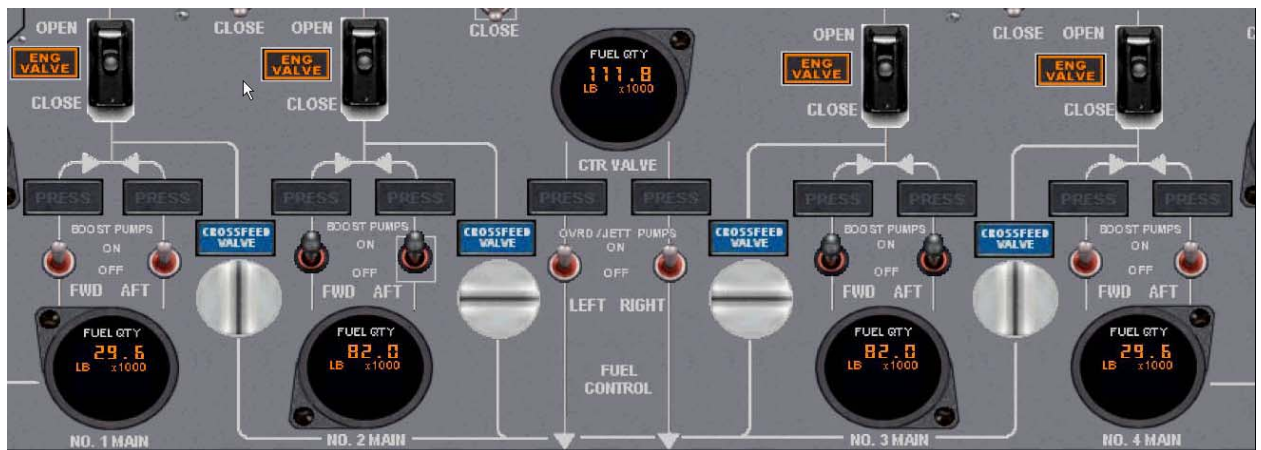 OPEN
CLOSE
OPEN
CLOSE
OPEN
CLOSE
OPEN
ENG
VALVE
ENG
VALVE
ENG
VALVE
ENG
VALVE
FUEL QTY
111.8
LB x1000
CLOSE
CLOSE
CLOSE
CLOSE
CTR VALVE
PRESS
PRESS
PRESS
PRESS
PRESS
PRESS
PRESS
PRESS
PRESS
PRESS
BOOST PUMPS
ON
OFF
FWD AFT
CROSSFEED
VALVE
BOOST PUMPS
ON
OFF
FWD AFT
CROSSFEED
VALVE
OVRD/JETT PUMPS
ON
OFF
LEFT RIGHT
CROSSFEED
VALVE
BOOST PUMPS
ON
OFF
FWD AFT
CROSSFEED
VALVE
BOOST PUMPS
ON
OFF
FWD AFT
FUEL QTY
29.6
LB x1000
FUEL QTY
82.0
LB x1000
FUEL
CONTROL
FUEL QTY
82.0
LB x1000
FUEL QTY
29.6
LB x1000
NO. 1 MAIN
NO. 2 MAIN
NO. 3 MAIN
NO. 4 MAIN